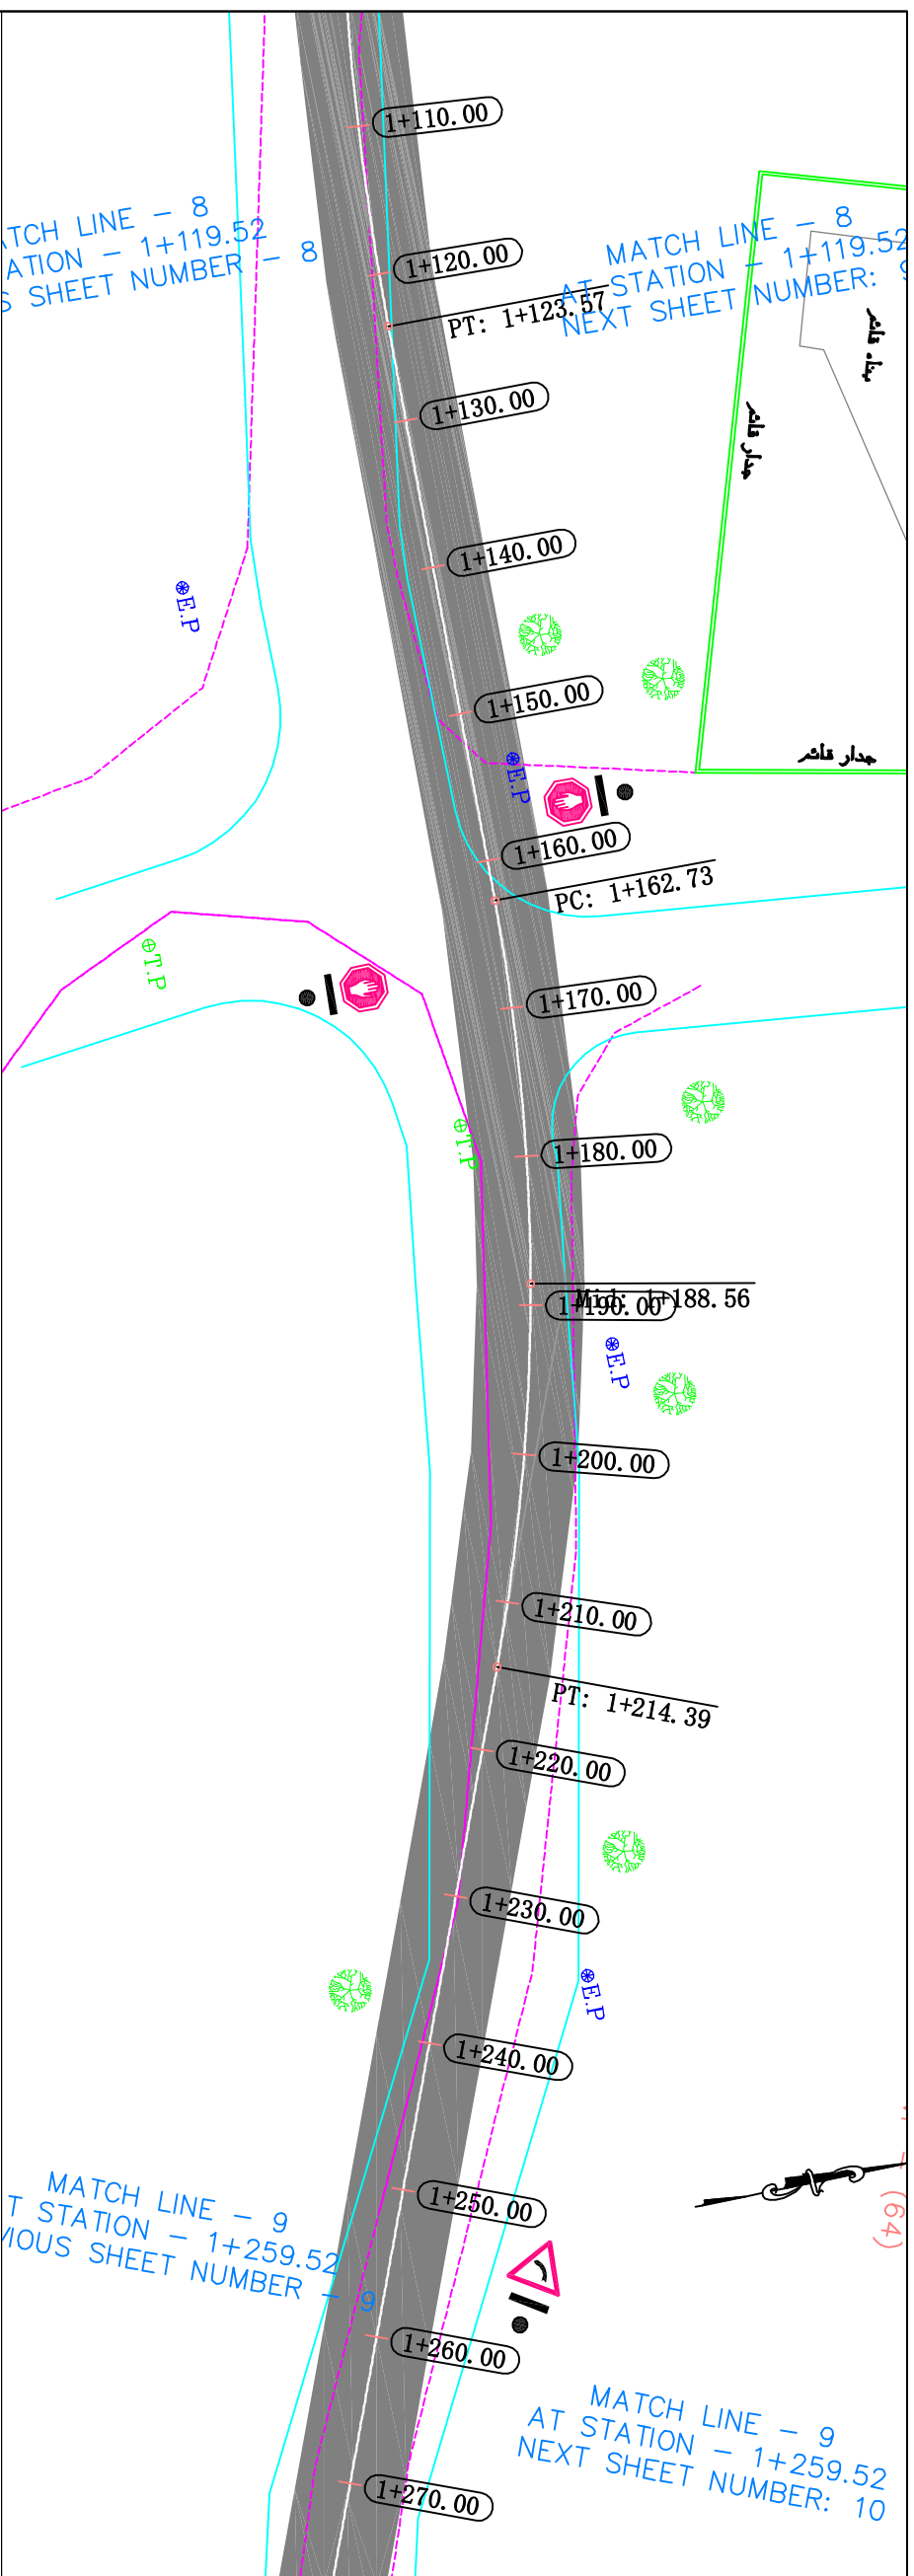 1+110.00
ATCH LINE - 8
ATION - 1+119.52
S SHEET NUMBER - 8
MATCH LINE - 8
AT STATION - 1+119.52
NEXT SHEET NUMBER: 9
1+120.00
PT: 1+123.57
بناء قائم
1+130.00
جدار قائم
1+140.00
E.P
1+150.00
جدار قائم
E.P
1+160.00
PC: 1+162.73
T.P
1+170.00
T.P
1+180.00
Mid: 1+188.56
1+190.00
E.P
1+200.00
1+210.00
PT: 1+214.39
1+220.00
1+230.00
E.P
1+240.00
(64)
1+250.00
MATCH LINE - 9
T STATION - 1+259.52
VIOUS SHEET NUMBER - 9
1+260.00
MATCH LINE - 9
AT STATION - 1+259.52
NEXT SHEET NUMBER: 10
1+270.00